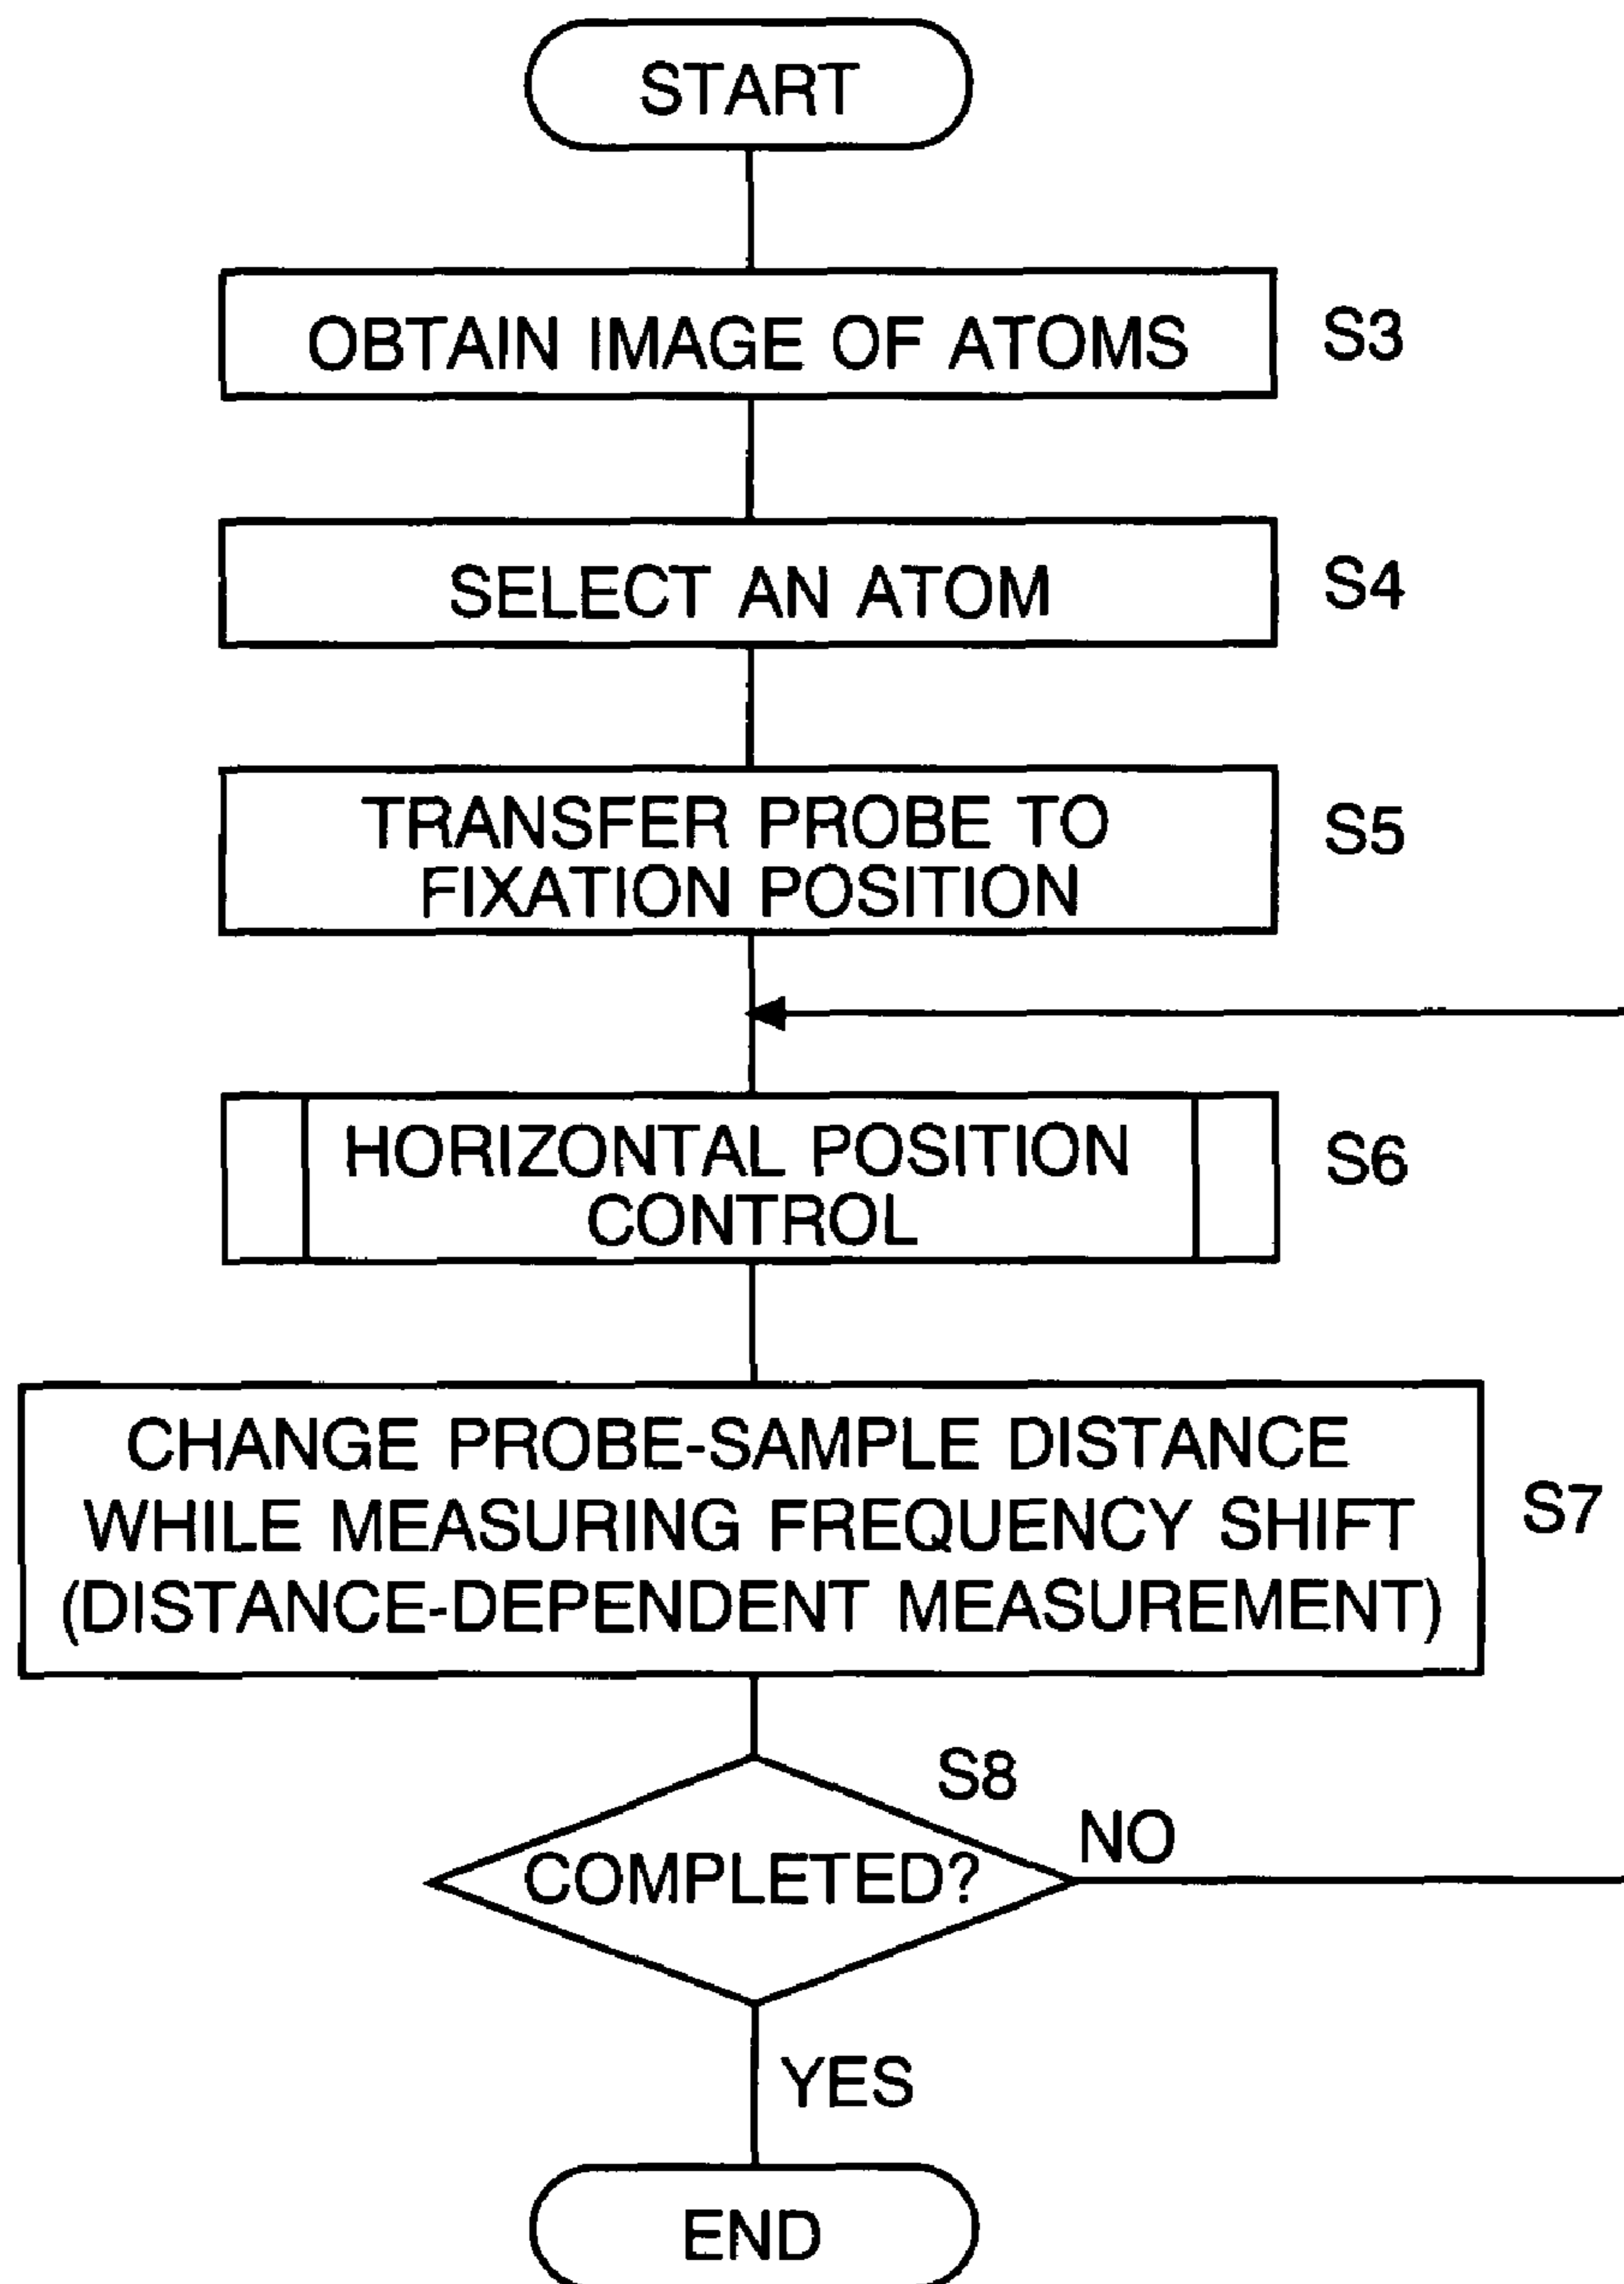 START
OBTAIN IMAGE OF ATOMS
S3
SELECT AN ATOM
S4
TRANSFER PROBE TO
FIXATION POSITION
S5
HORIZONTAL POSITION
CONTROL
S6
CHANGE PROBE-SAMPLE DISTANCE
WHILE MEASURING FREQUENCY SHIFT
(DISTANCE-DEPENDENT MEASUREMENT)
S7
S8
NO
COMPLETED?
YES
END